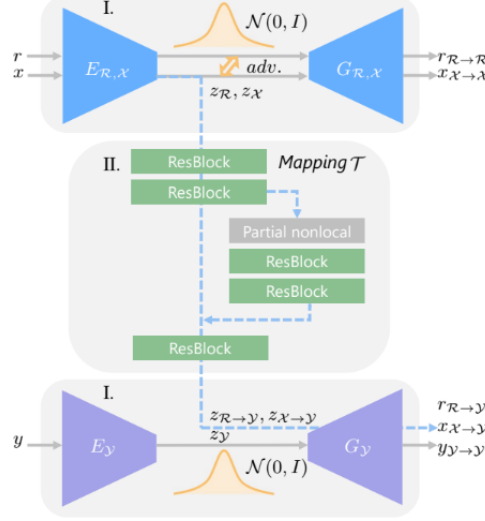 I.
𝒩(0, I)
r
x
E_{ℛ,𝒳}
adv.
G_{ℛ,𝒳}
r_{ℛ→ℛ}
x_{𝒳→𝒳}
z_ℛ, z_𝒳
II.
ResBlock
Mapping 𝒯
ResBlock
Partial nonlocal
ResBlock
ResBlock
ResBlock
I.
z_{ℛ→𝒴}, z_{𝒳→𝒴}
r_{ℛ→𝒴}
x_{𝒳→𝒴}
y
E_𝒴
z_𝒴
G_𝒴
y_{𝒴→𝒴}
𝒩(0, I)